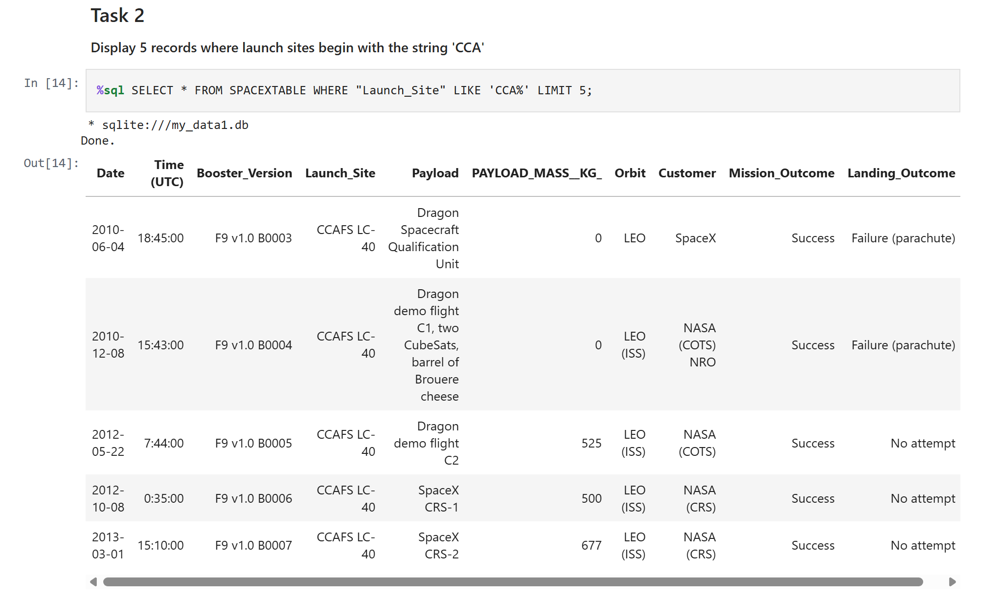 Task 2
Display 5 records where launch sites begin with the string 'CCA'
In [14]:
%sql SELECT * FROM SPACEXTABLE WHERE "Launch_Site" LIKE 'CCA%' LIMIT 5;
* sqlite:///my_data1.db
Done.
Out[14]:
Date Time (UTC) Booster_Version Launch_Site Payload PAYLOAD_MASS__KG_ Orbit Customer Mission_Outcome Landing_Outcome
2010-06-04 18:45:00 F9 v1.0 B0003 CCAFS LC-40 Dragon Spacecraft Qualification Unit 0 LEO SpaceX Success Failure (parachute)
2010-12-08 15:43:00 F9 v1.0 B0004 CCAFS LC-40 Dragon demo flight C1, two CubeSats, barrel of Brouere cheese 0 LEO (ISS) NASA (COTS) NRO Success Failure (parachute)
2012-05-22 7:44:00 F9 v1.0 B0005 CCAFS LC-40 Dragon demo flight C2 525 LEO (ISS) NASA (COTS) Success No attempt
2012-10-08 0:35:00 F9 v1.0 B0006 CCAFS LC-40 SpaceX CRS-1 500 LEO (ISS) NASA (CRS) Success No attempt
2013-03-01 15:10:00 F9 v1.0 B0007 CCAFS LC-40 SpaceX CRS-2 677 LEO (ISS) NASA (CRS) Success No attempt